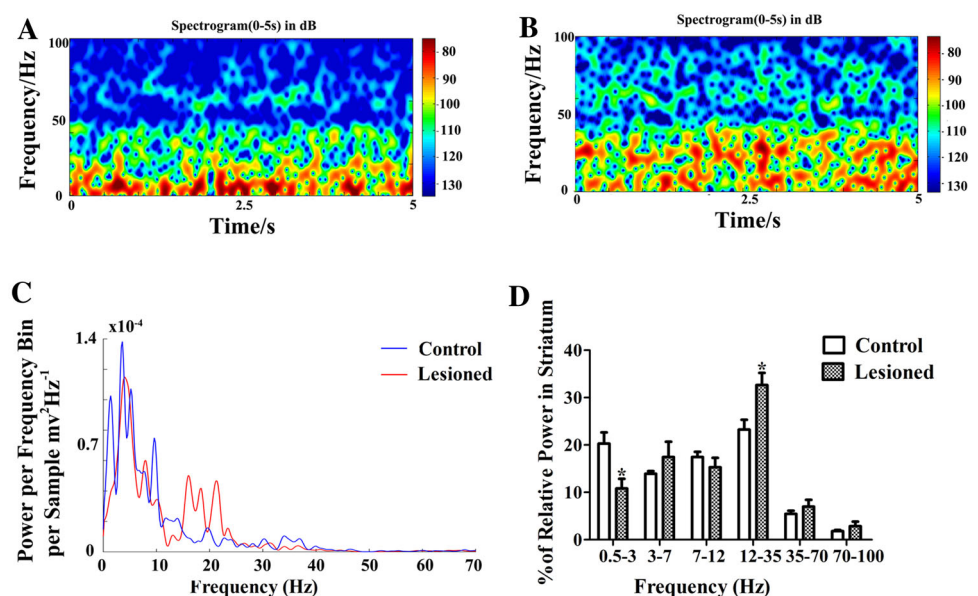 A
Spectrogram(0-5s) in dB
Frequency/Hz
100
50
0
0
2.5
5
Time/s
80
90
100
110
120
130
B
Spectrogram(0-5s) in dB
Frequency/Hz
100
50
0
0
2.5
5
Time/s
80
90
100
110
120
130
C
x10-4
Power per Frequency Bin
per Sample mv²Hz⁻¹
1.4
0.7
0
0
10
20
30
40
50
60
70
Frequency (Hz)
Control
Lesioned
D
%of Relative Power in Striatum
40
30
20
10
0
*
*
0.5-3
3-7
7-12
12-35
35-70
70-100
Frequency (Hz)
Control
Lesioned